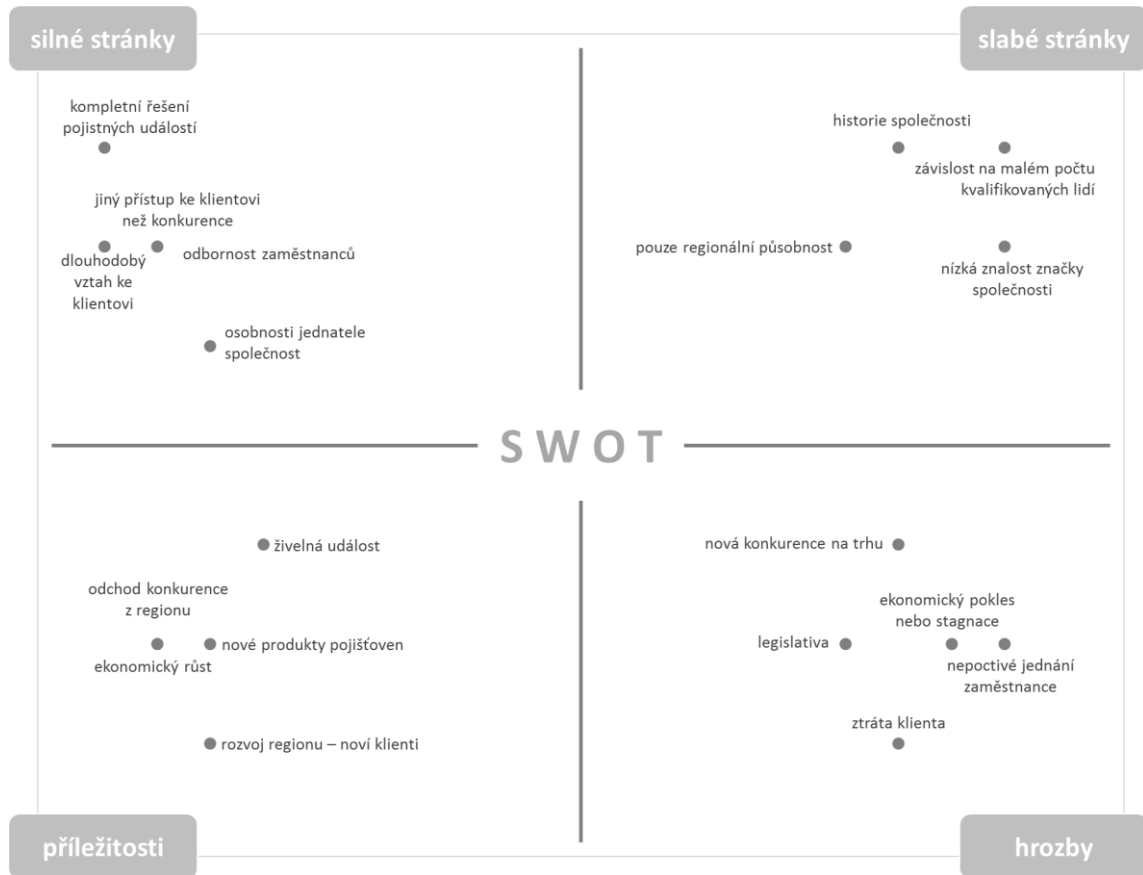 silné stránky
slabé stránky
kompletní řešení
pojistných událostí
jiný přístup ke klientovi
než konkurence
odbornost zaměstnanců
dlouhodobý
vztah ke
klientovi
osobnosti jednatele
společnost
historie společnosti
závislost na malém počtu
kvalifikovaných lidí
pouze regionální působnost
nízká znalost značky
společnosti
S W O T
živelná událost
odchod konkurence
z regionu
nové produkty pojišťoven
ekonomický růst
rozvoj regionu – noví klienti
nová konkurence na trhu
ekonomický pokles
nebo stagnace
legislativa
nepoctivé jednání
zaměstnance
ztráta klienta
příležitosti
hrozby